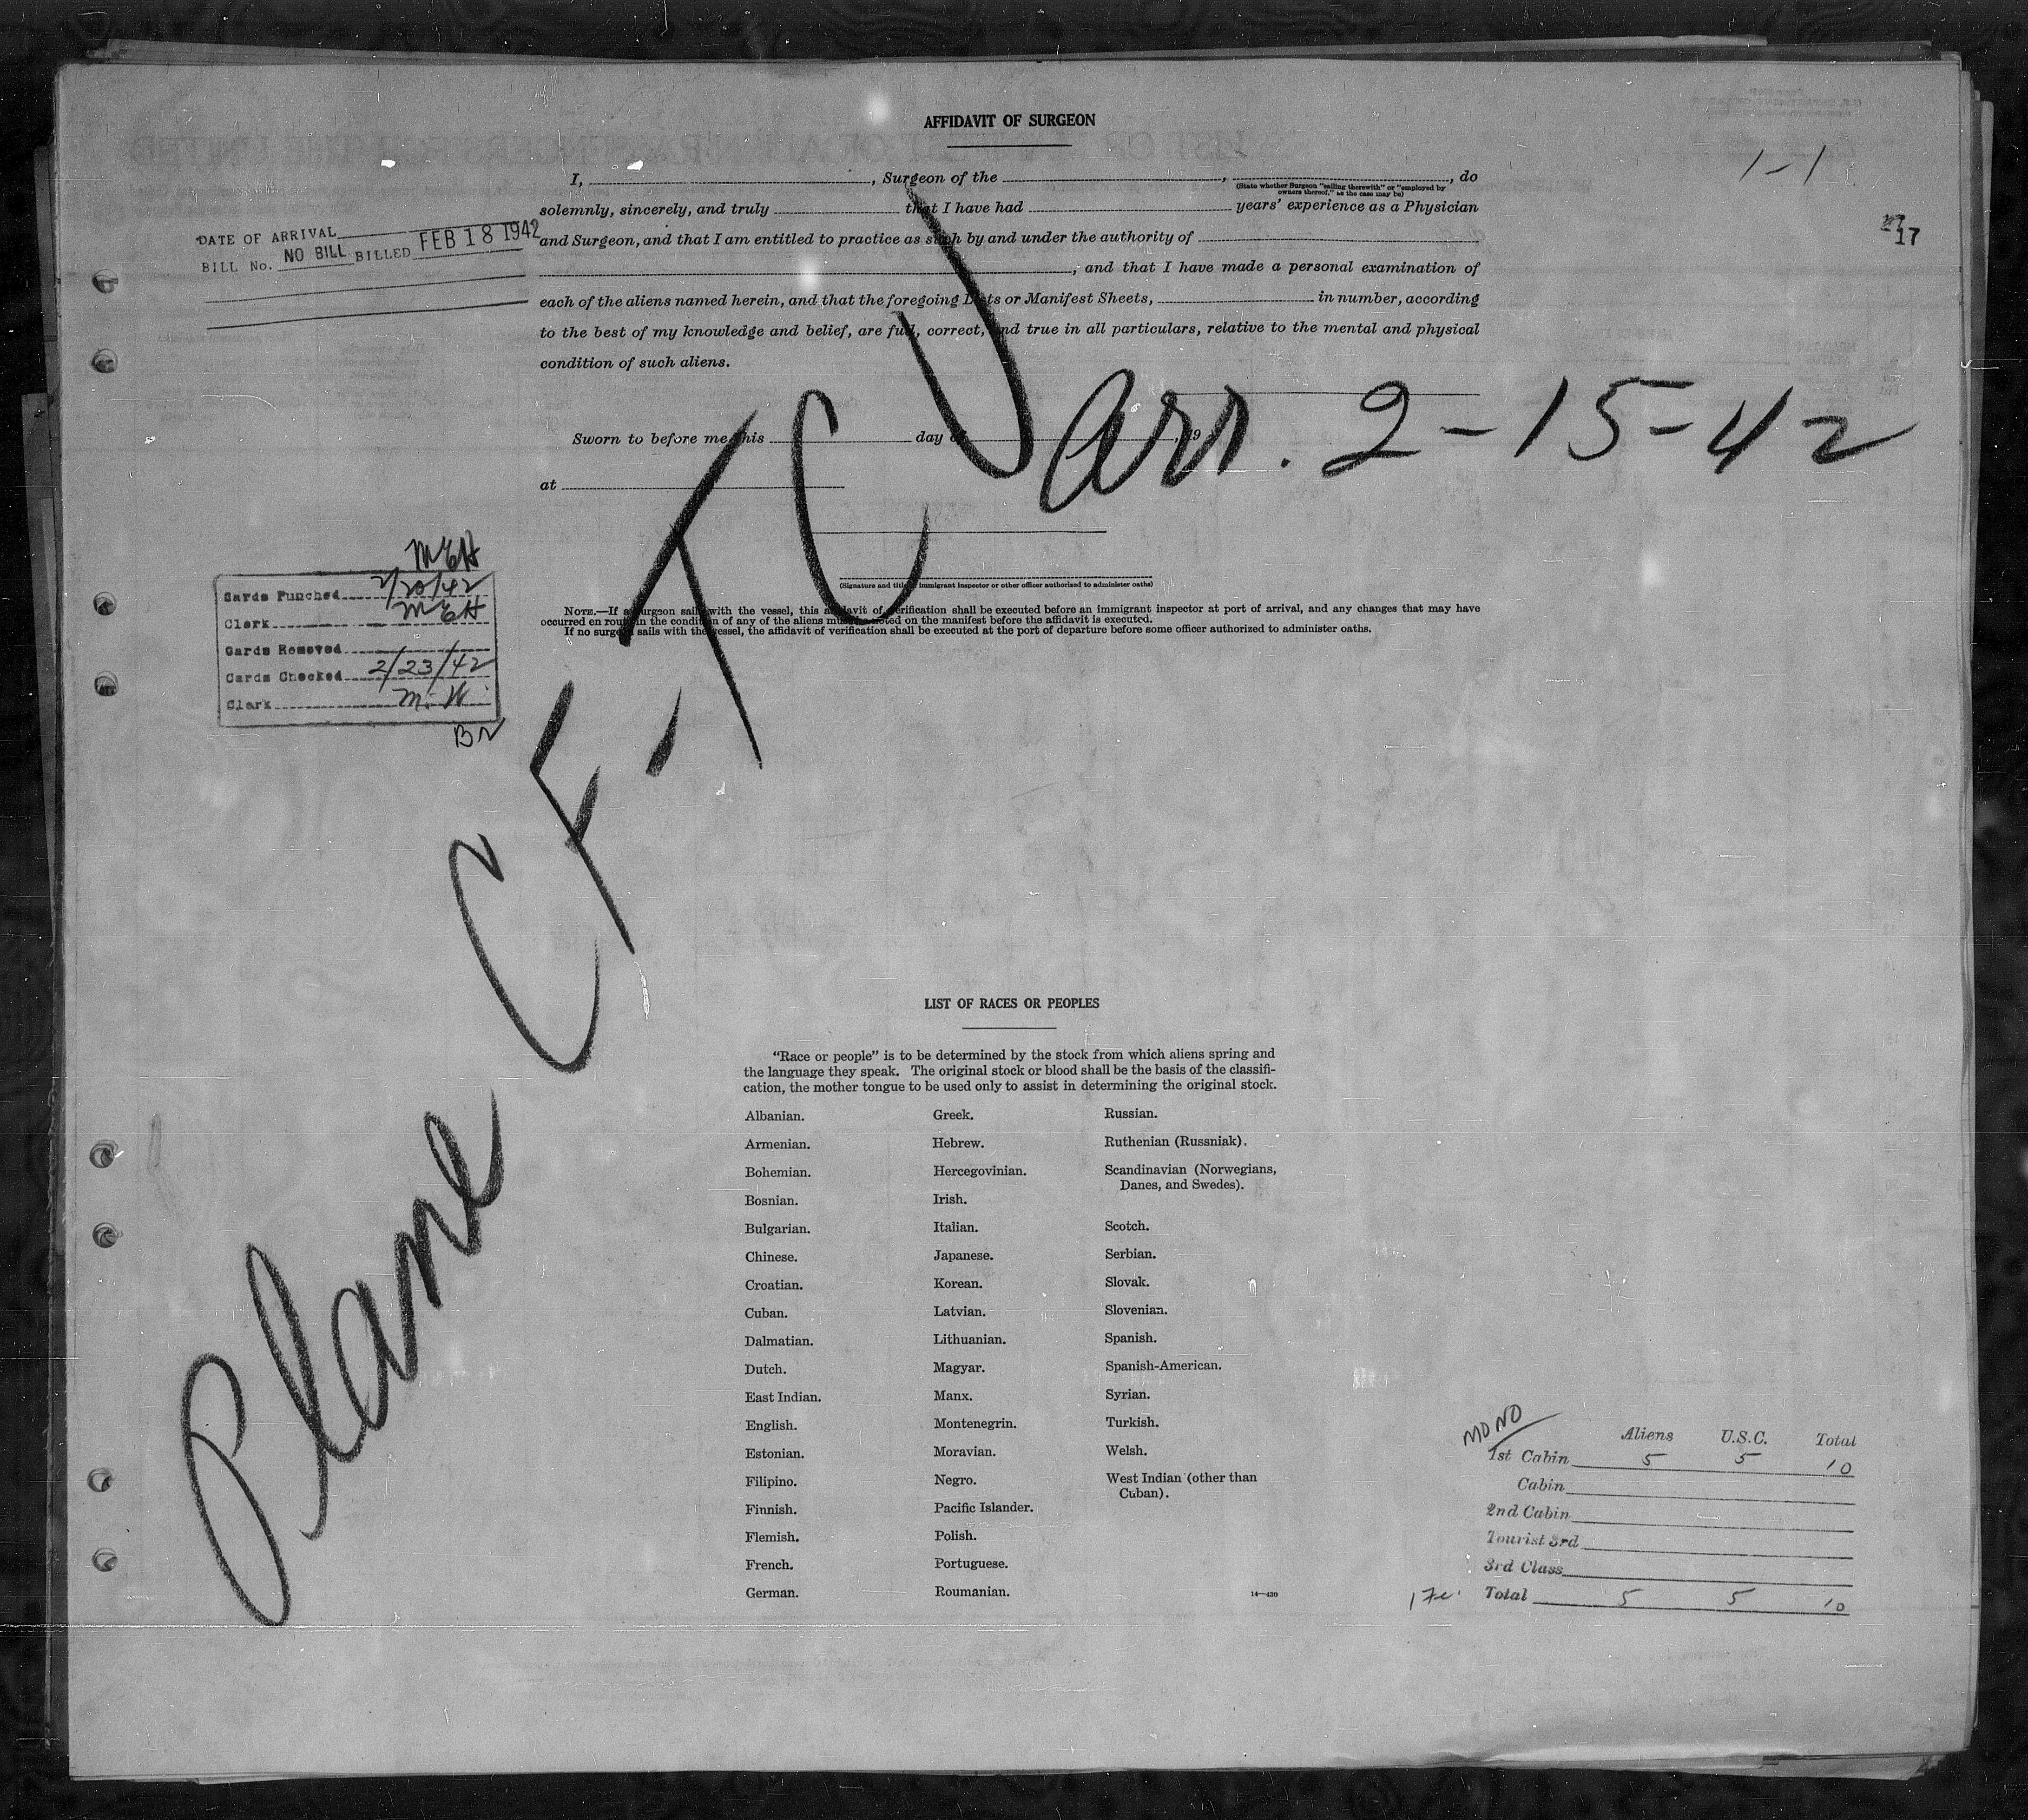 AFFIDAVIT OF SURGEON
1-1
I, , Surgeon of the , , do
(State whether Surgeon "sailing therewith" or "employed by
owners thereof," as the case may be)
solemnly, sincerely, and truly that I have had years' experience as a Physician
and Surgeon, and that I am entitled to practice as such by and under the authority of
, and that I have made a personal examination of
each of the aliens named herein, and that the foregoing Lists or Manifest Sheets, in number, according
to the best of my knowledge and belief, are full, correct, and true in all particulars, relative to the mental and physical
condition of such aliens.
17
DATE OF ARRIVAL
BILL No. NO BILL BILLED FEB 18 1942
Sworn to before me this day of , 19
at
Plane CF-TCU arr. 2-15-42
(Signature and title immigrant inspector or other officer authorized to administer oaths)
NOTE.—If a surgeon sails with the vessel, this affidavit of verification shall be executed before an immigrant inspector at port of arrival, and any changes that may have
occurred en route in the condition of any of the aliens must be noted on the manifest before the affidavit is executed.
If no surgeon sails with the vessel, the affidavit of verification shall be executed at the port of departure before some officer authorized to administer oaths.
MEH
Cards Punched 2/20/42
Clerk MEH
Cards Removed
Cards Checked 2/23/42
Clerk M. W.
LIST OF RACES OR PEOPLES
"Race or people" is to be determined by the stock from which aliens spring and
the language they speak. The original stock or blood shall be the basis of the classifi-
cation, the mother tongue to be used only to assist in determining the original stock.
Albanian.
Armenian.
Bohemian.
Bosnian.
Bulgarian.
Chinese.
Croatian.
Cuban.
Dalmatian.
Dutch.
East Indian.
English.
Estonian.
Filipino.
Finnish.
Flemish.
French.
German.
Greek.
Hebrew.
Hercegovinian.
Irish.
Italian.
Japanese.
Korean.
Latvian.
Lithuanian.
Magyar.
Manx.
Montenegrin.
Moravian.
Negro.
Pacific Islander.
Polish.
Portuguese.
Roumanian.
Russian.
Ruthenian (Russniak).
Scandinavian (Norwegians,
Danes, and Swedes).
Scotch.
Serbian.
Slovak.
Slovenian.
Spanish.
Spanish-American.
Syrian.
Turkish.
Welsh.
West Indian (other than
Cuban).
14—430
MONO
Aliens U.S.C. Total
1st Cabin 5 5 10
Cabin
2nd Cabin
Tourist 3rd
3rd Class
Total 5 5 10